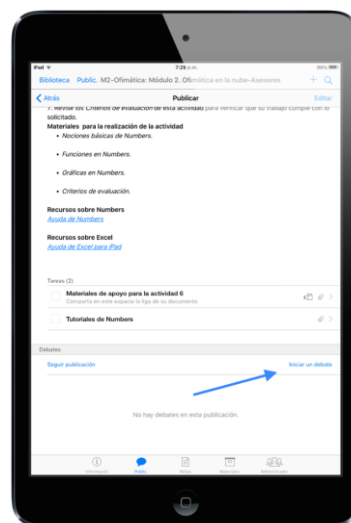 iPad
7:29 p.m.
Biblioteca Public. M2-Ofimática: Módulo 2. Ofimática en la nube-Asesores
Atrás Publicar Editar
7. Revise los Criterios de evaluación de esta actividad para verificar que su trabajo cumple con lo
solicitado.
Materiales para la realización de la actividad
• Nociones básicas de Numbers.
• Funciones en Numbers.
• Gráficas en Numbers.
• Criterios de evaluación.
Recursos sobre Numbers
Ayuda de Numbers
Recursos sobre Excel
Ayuda de Excel para iPad
Tareas (2)
Materiales de apoyo para la actividad 6
Comparta en este espacio la liga de su documento
Tutoriales de Numbers
Debates
Seguir publicación Iniciar un debate
No hay debates en esta publicación.
Información Public. Notas Materiales Administrador